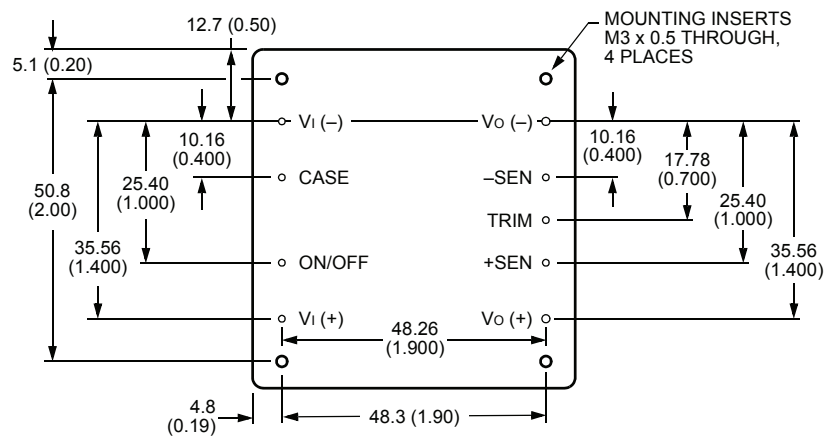 12.7 (0.50)
MOUNTING INSERTS
M3 x 0.5 THROUGH,
4 PLACES
5.1 (0.20)
VI (–)
VO (–)
10.16
(0.400)
10.16
(0.400)
CASE
–SEN
17.78
(0.700)
50.8
(2.00)
25.40
(1.000)
TRIM
25.40
(1.000)
35.56
(1.400)
ON/OFF
+SEN
35.56
(1.400)
VI (+)
VO (+)
48.26
(1.900)
4.8
(0.19)
48.3 (1.90)